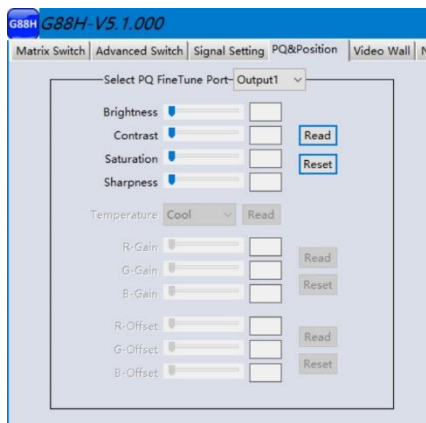 G88H G88H-V5.1.000
Matrix Switch Advanced Switch Signal Setting PQ&Position Video Wall
Select PQ FineTune Port Output1
Brightness
Contrast Read
Saturation Reset
Sharpness
Temperature Cool Read
R-Gain
Read
G-Gain
B-Gain Reset
R-Offset
Read
G-Offset
Reset
B-Offset